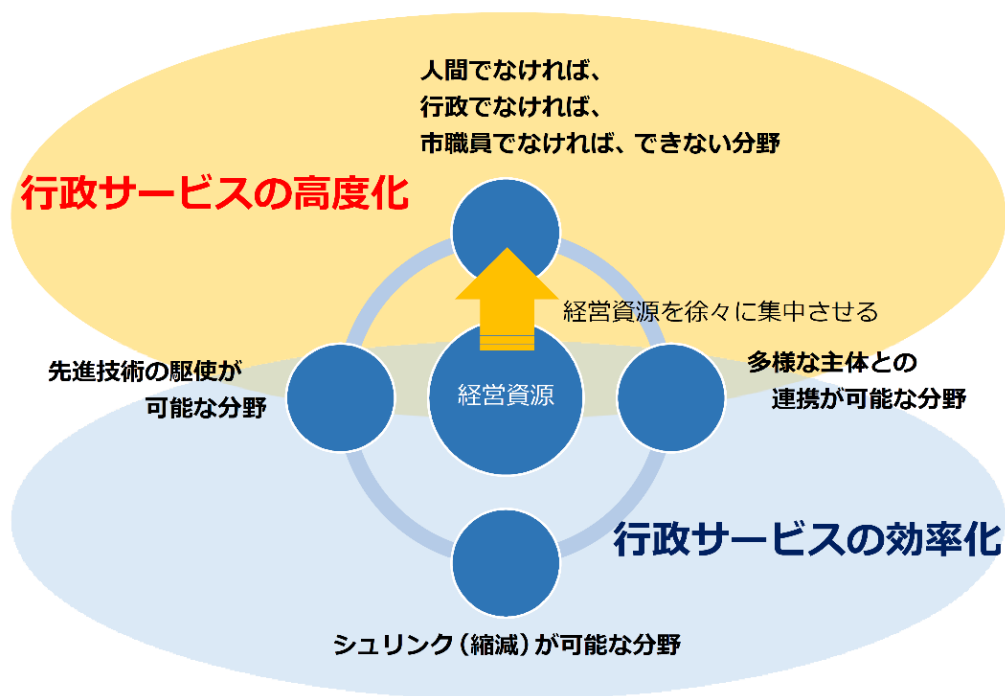 人間でなければ、
行政でなければ、
市職員でなければ、できない分野
行政サービスの高度化
経営資源を徐々に集中させる
先進技術の駆使が
可能な分野
経営資源
多様な主体との
連携が可能な分野
行政サービスの効率化
シュリンク(縮減)が可能な分野